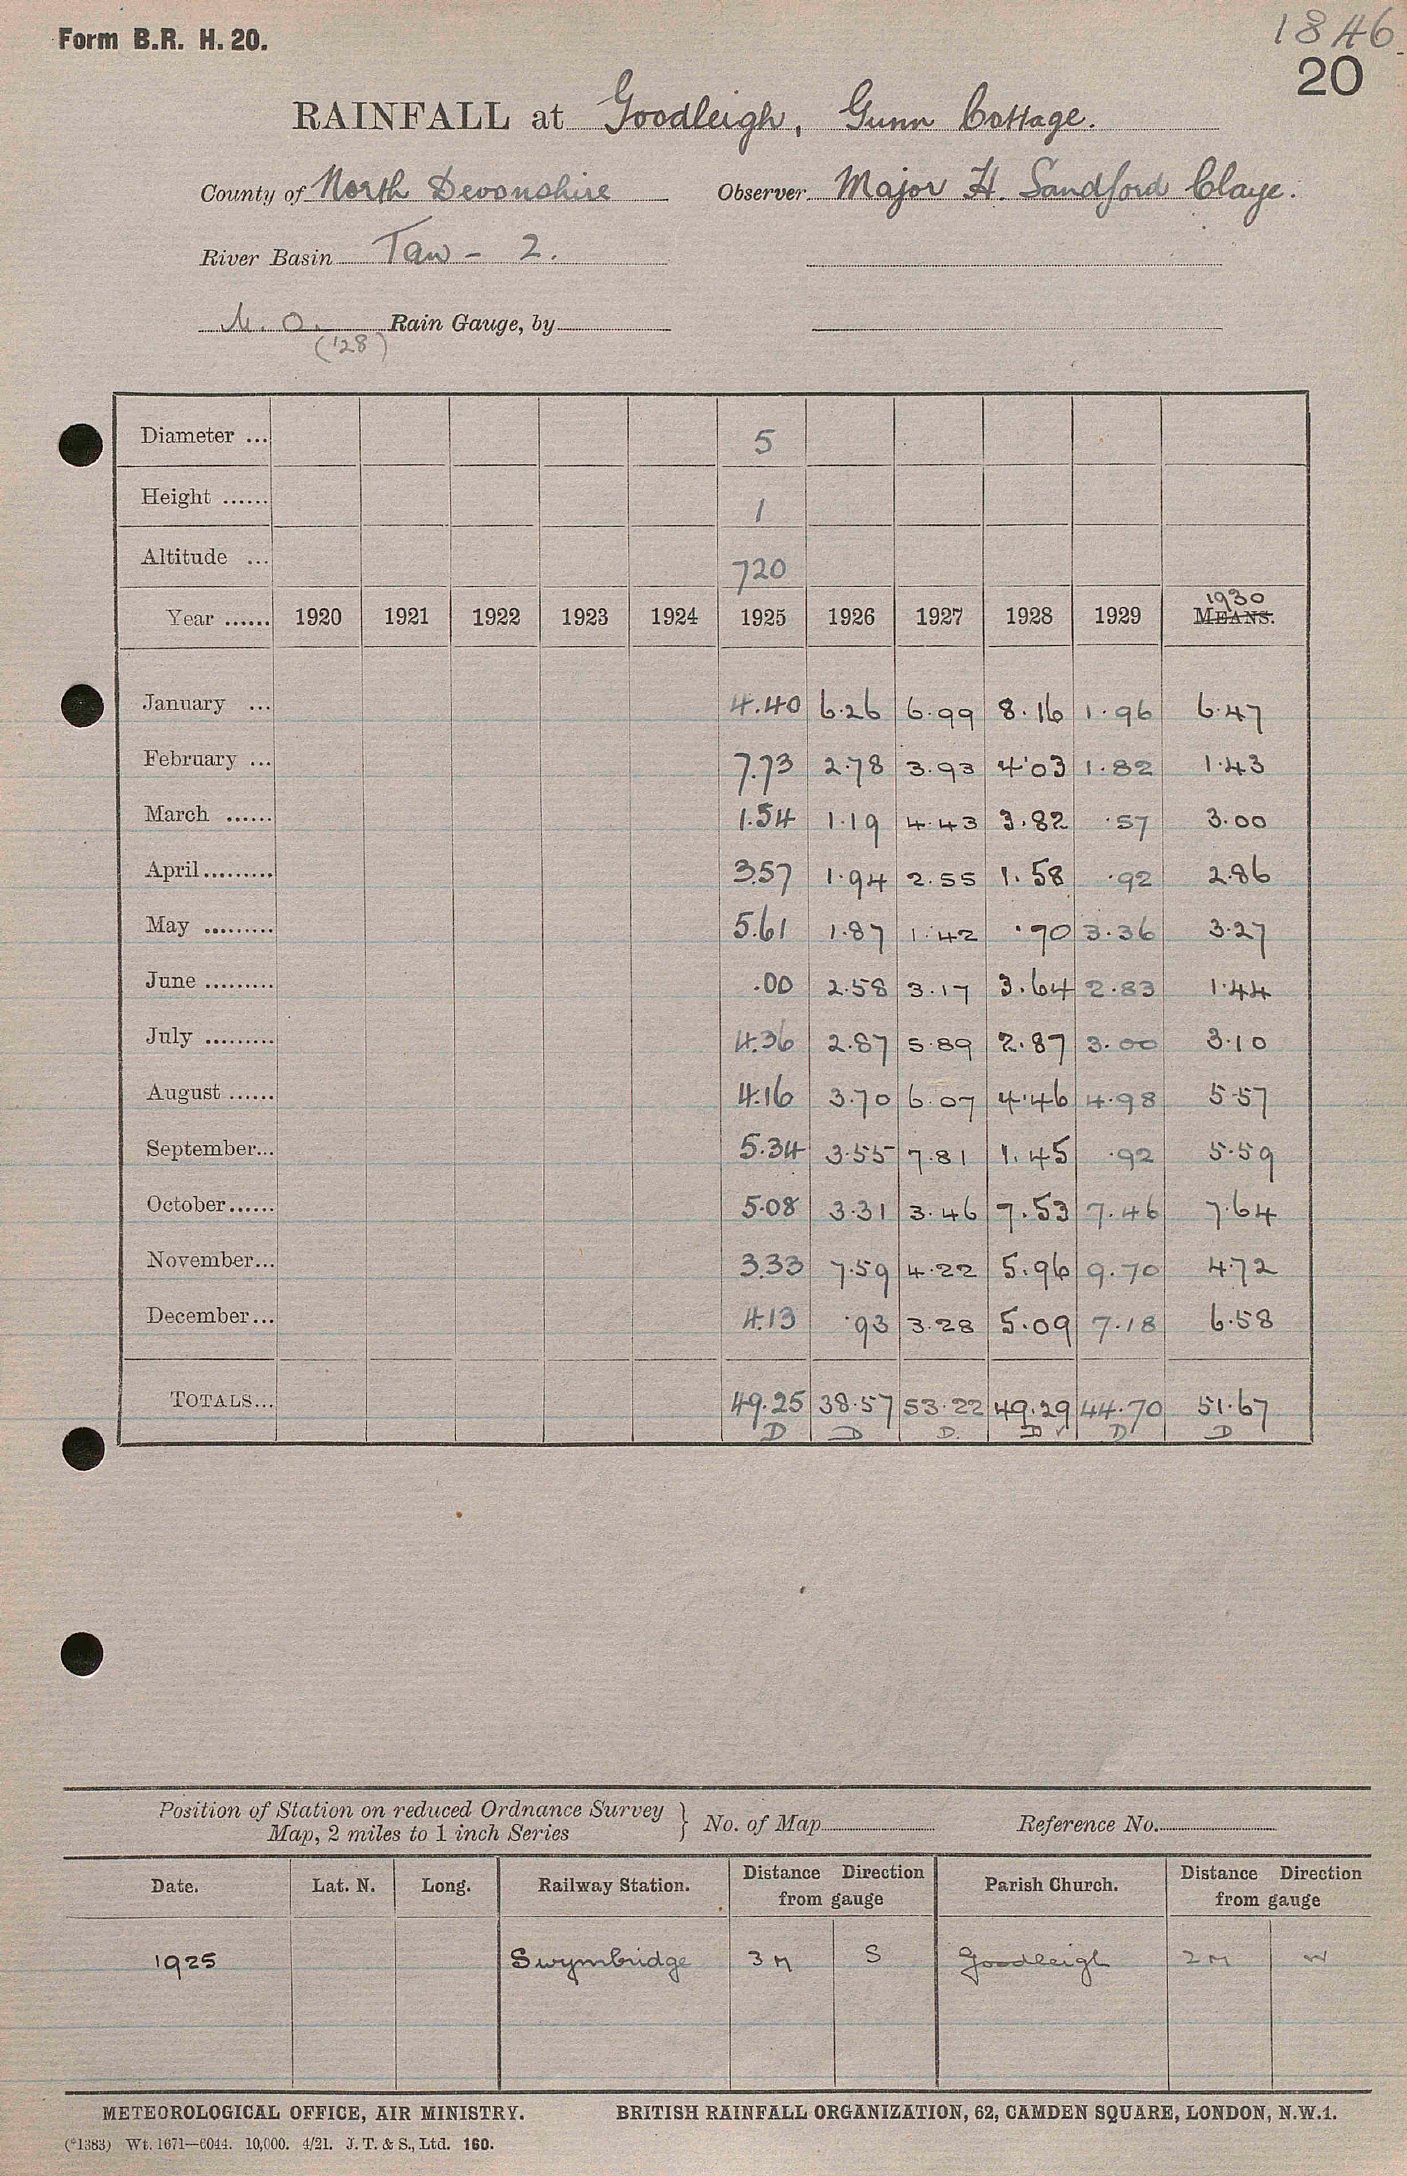 Form B.R. H. 20.
1846
20
RAINFALL at Goodleigh, Gunn Cottage.
County of North Devonshire Observer Major H. Sandford Claye.
River Basin Taw - 2.
M. O. Rain Gauge, by
('28)
Diameter ... 5
Height ...... 1
Altitude ... 720
Year ...... 1920 1921 1922 1923 1924 1925 1926 1927 1928 1929 MEANS. 1930
January ... 4.40 6.26 6.99 8.16 1.96 6.47
February ... 7.73 2.78 3.93 4.03 1.82 1.43
March ...... 1.54 1.19 4.43 3.82 .57 3.00
April ......... 3.57 1.94 2.55 1.58 .92 2.86
May ......... 5.61 1.87 1.42 .70 3.36 3.27
June ......... .00 2.58 3.17 3.64 2.83 1.44
July ......... 4.36 2.87 5.89 2.87 3.00 3.10
August ...... 4.16 3.70 6.07 4.46 4.98 5.57
September... 5.34 3.55 7.81 1.45 .92 5.59
October...... 5.08 3.31 3.46 7.53 7.46 7.64
November... 3.33 7.59 4.22 5.96 9.70 4.72
December... 4.13 .93 3.28 5.09 7.18 6.58
TOTALS... 49.25 38.57 53.22 49.29 44.70 51.67
D D D. D ✓ D D
Position of Station on reduced Ordnance Survey
Map, 2 miles to 1 inch Series } No. of Map Reference No.
Date. Lat. N. Long. Railway Station. Distance Direction from gauge Parish Church. Distance Direction from gauge
1925 Swymbridge 3 M S Goodleigh 2 M W
METEOROLOGICAL OFFICE, AIR MINISTRY. BRITISH RAINFALL ORGANIZATION, 62, CAMDEN SQUARE, LONDON, N.W.1.
(*1383) Wt. 1671—6044. 10,000. 4/21. J. T. & S., Ltd. 160.